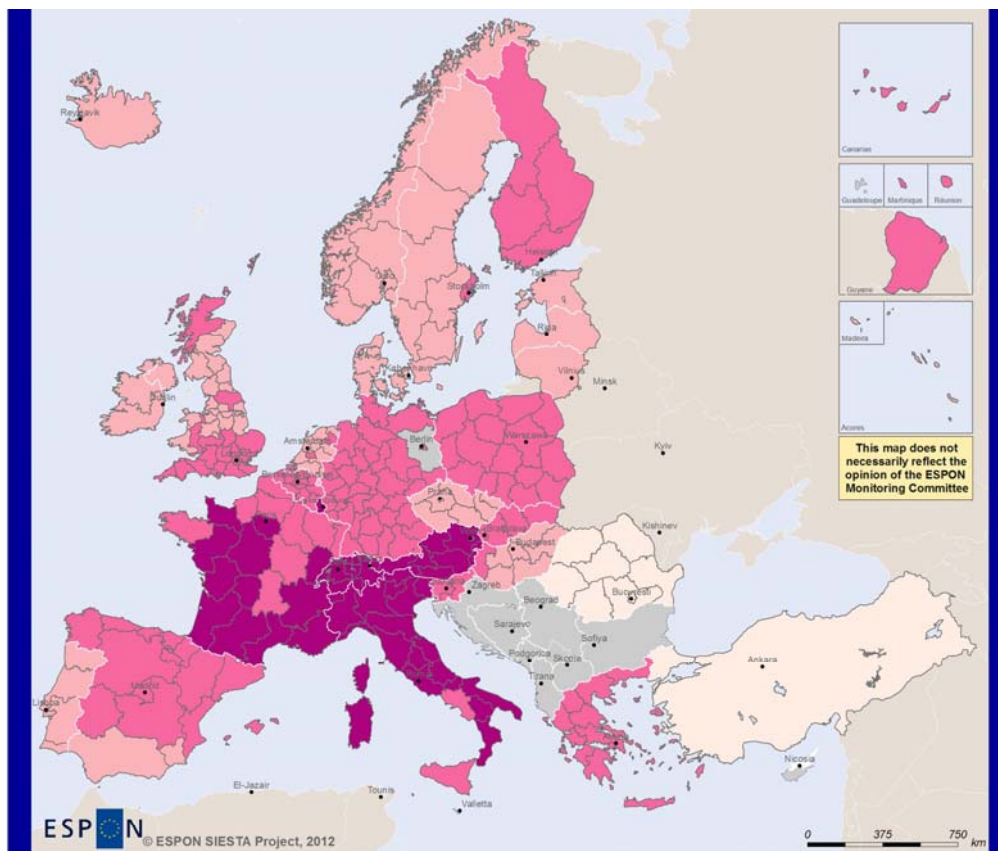 Reykjavik
Canarias
Guadeloupe
Martinique
Réunion
Guyane
Helsinki
Oslo
Tallinn
Stockholm
Madeira
Riga
København
Vilnius
Dublin
Minsk
Acores
Berlin
Warszawa
Amsterdam
London
Kyiv
This map does not
necessarily reflect the
opinion of the ESPON
Monitoring Committee
Praha
Paris
Bratislava
Kishinev
Budapest
Zagreb
Beograd
Bucuresti
Sarajevo
Sofiya
Podgorica
Skopje
Ankara
Tirana
Madrid
Lisboa
Nicosia
El-Jazair
Tounis
Valletta
ESPON
© ESPON SIESTA Project, 2012
0 375 750
km